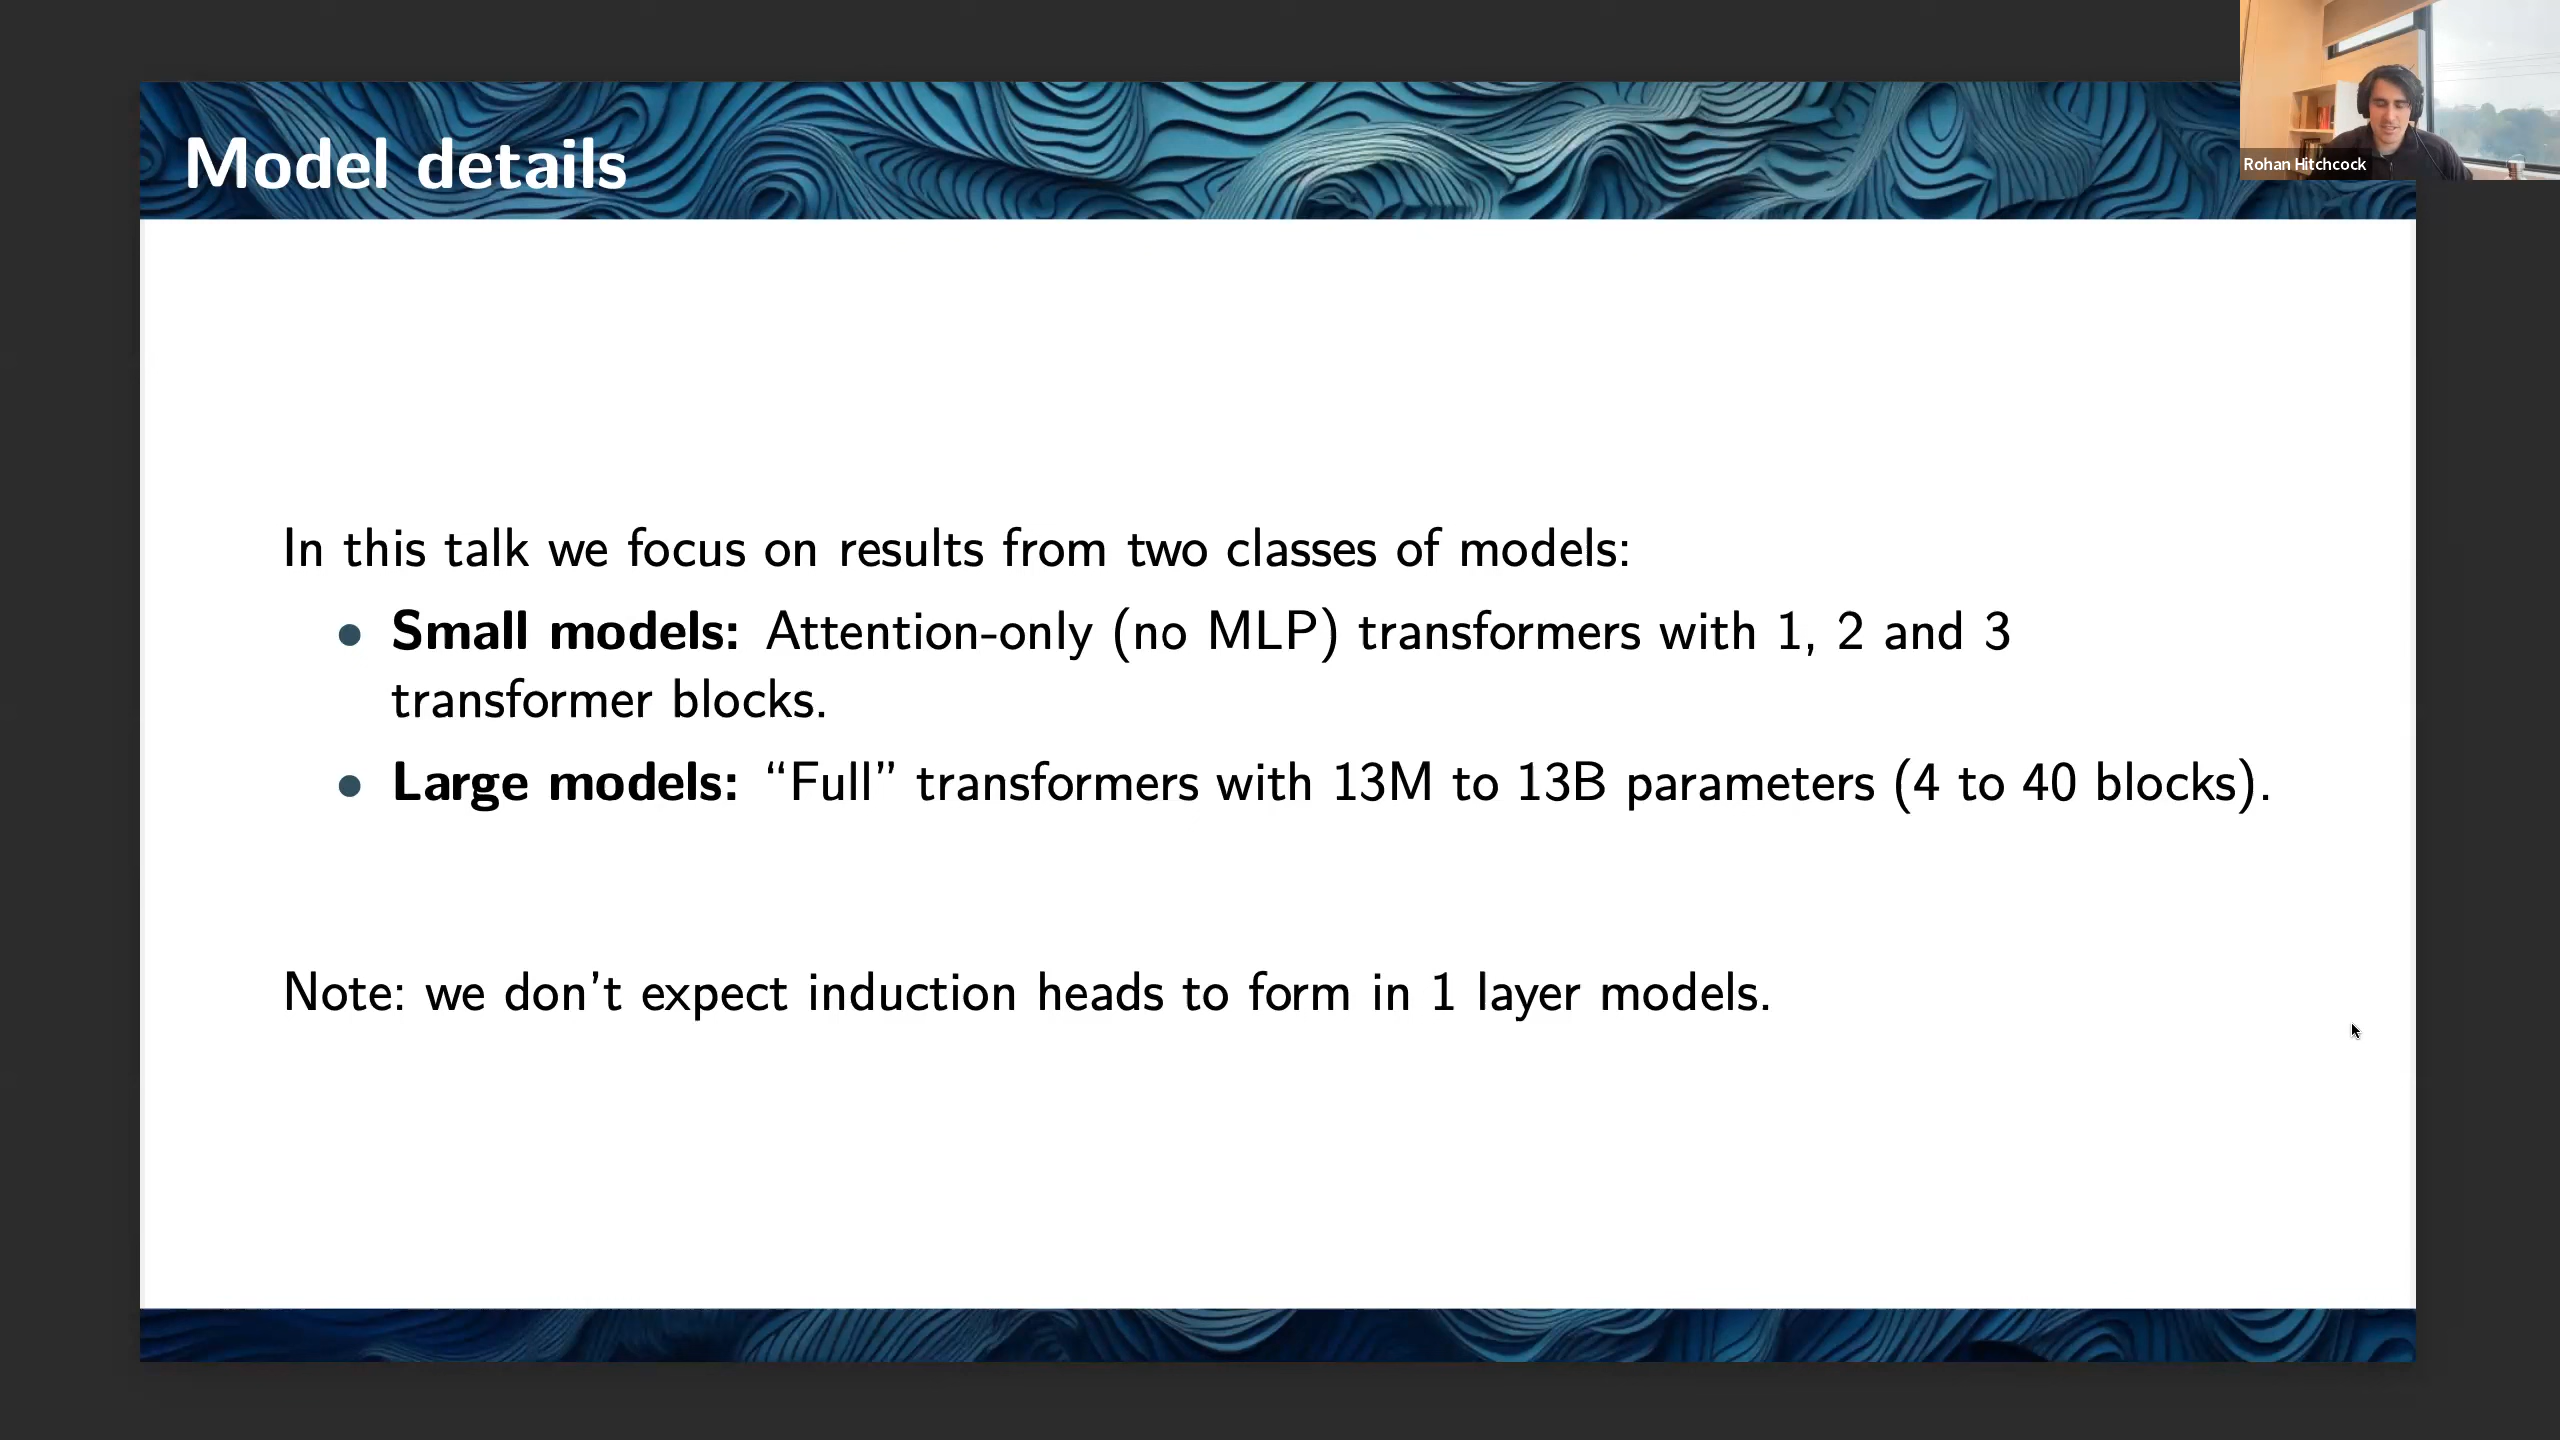 Model details
Rohan Hitchcock
In this talk we focus on results from two classes of models:
• Small models: Attention-only (no MLP) transformers with 1, 2 and 3
transformer blocks.
• Large models: “Full” transformers with 13M to 13B parameters (4 to 40 blocks).
Note: we don’t expect induction heads to form in 1 layer models.